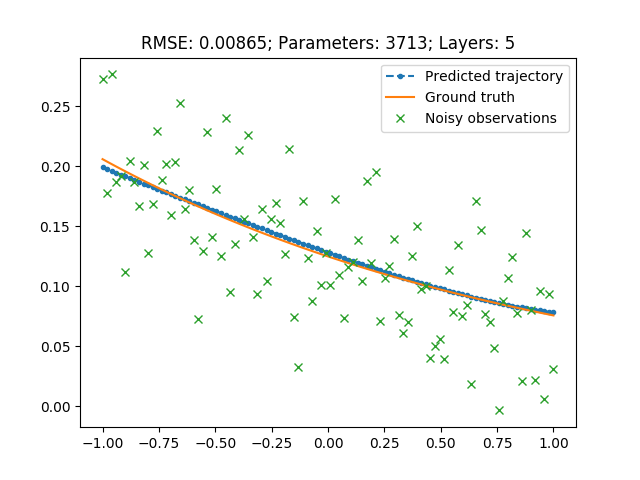 RMSE: 0.00865; Parameters: 3713; Layers: 5
Predicted trajectory
Ground truth
Noisy observations
0.25
0.20
0.15
0.10
0.05
0.00
−1.00 −0.75 −0.50 −0.25 0.00 0.25 0.50 0.75 1.00